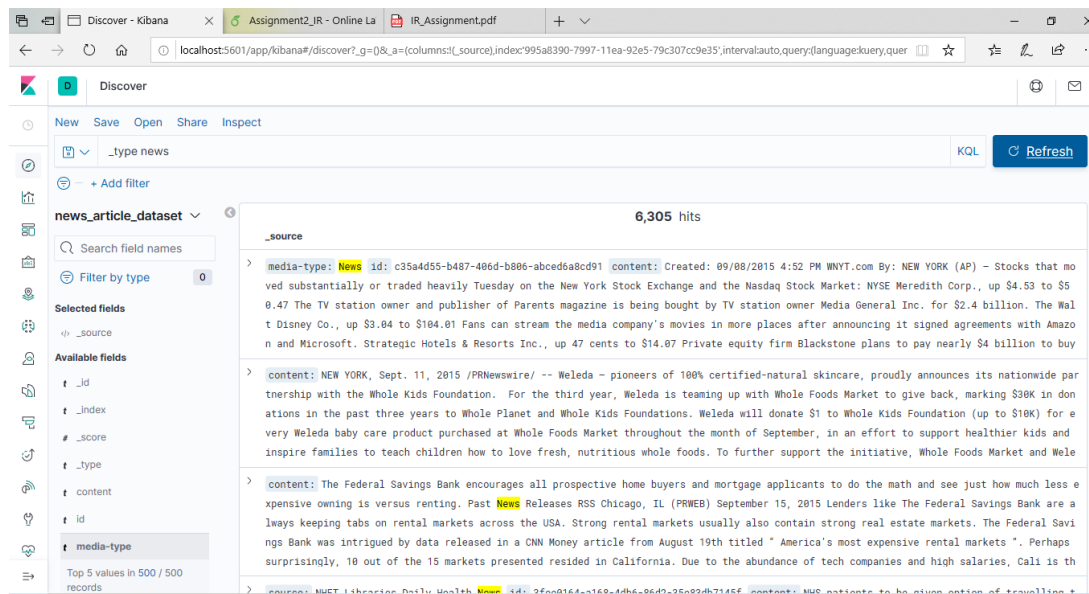 Discover - Kibana
Assignment2_IR - Online La
IR_Assignment.pdf
localhost:5601/app/kibana#/discover?_g=()&_a=(columns:!(_source),index:'995a8390-7997-11ea-92e5-79c307cc9e35',interval:auto,query:(language:kuery,quer
D Discover
New Save Open Share Inspect
_type news KQL Refresh
+ Add filter
news_article_dataset
6,305 hits
_source
Search field names
Filter by type 0
Selected fields
</> _source
Available fields
t _id
t _index
# _score
t _type
t content
t id
t media-type
Top 5 values in 500 / 500
records
media-type: News id: c35a4d55-b487-406d-b806-abced6a8cd91 content: Created: 09/08/2015 4:52 PM WNYT.com By: NEW YORK (AP) – Stocks that mo
ved substantially or traded heavily Tuesday on the New York Stock Exchange and the Nasdaq Stock Market: NYSE Meredith Corp., up $4.53 to $5
0.47 The TV station owner and publisher of Parents magazine is being bought by TV station owner Media General Inc. for $2.4 billion. The Wal
t Disney Co., up $3.04 to $104.01 Fans can stream the media company's movies in more places after announcing it signed agreements with Amazo
n and Microsoft. Strategic Hotels & Resorts Inc., up 47 cents to $14.07 Private equity firm Blackstone plans to pay nearly $4 billion to buy
content: NEW YORK, Sept. 11, 2015 /PRNewswire/ -- Weleda – pioneers of 100% certified-natural skincare, proudly announces its nationwide par
tnership with the Whole Kids Foundation. For the third year, Weleda is teaming up with Whole Foods Market to give back, marking $30K in don
ations in the past three years to Whole Planet and Whole Kids Foundations. Weleda will donate $1 to Whole Kids Foundation (up to $10K) for e
very Weleda baby care product purchased at Whole Foods Market throughout the month of September, in an effort to support healthier kids and
inspire families to teach children how to love fresh, nutritious whole foods. To further support the initiative, Whole Foods Market and Wele
content: The Federal Savings Bank encourages all prospective home buyers and mortgage applicants to do the math and see just how much less e
xpensive owning is versus renting. Past News Releases RSS Chicago, IL (PRWEB) September 15, 2015 Lenders like The Federal Savings Bank are a
lways keeping tabs on rental markets across the USA. Strong rental markets usually also contain strong real estate markets. The Federal Savi
ngs Bank was intrigued by data released in a CNN Money article from August 19th titled " America's most expensive rental markets ". Perhaps
surprisingly, 10 out of the 15 markets presented resided in California. Due to the abundance of tech companies and high salaries, Cali is th
source: NHFT Libraries Daily Health News id: 3fee0164-a168-4db6-86d2-35e83db7145f content: NHS patients to be given option of travelling t